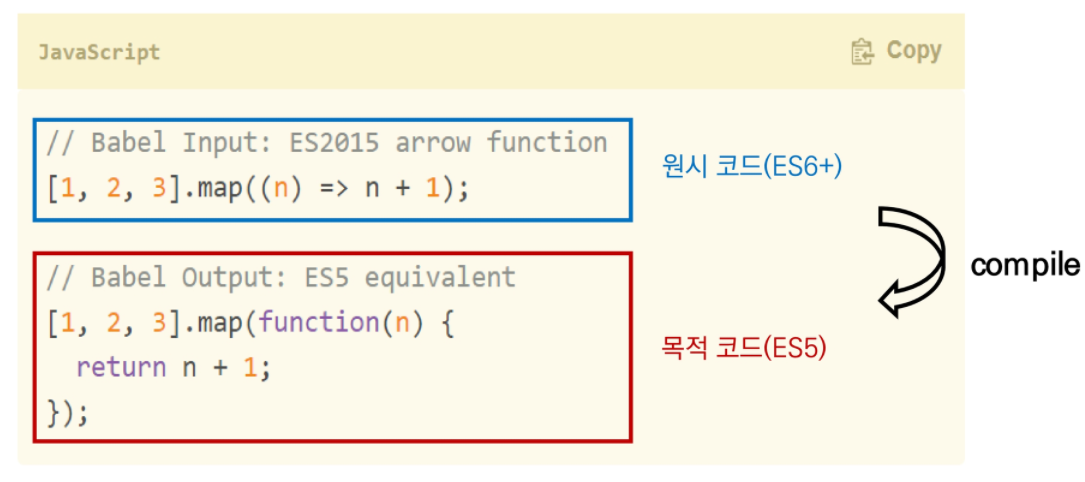 JavaScript
Copy
// Babel Input: ES2015 arrow function
[1, 2, 3].map((n) => n + 1);
원시 코드(ES6+)
compile
// Babel Output: ES5 equivalent
[1, 2, 3].map(function(n) {
  return n + 1;
});
목적 코드(ES5)